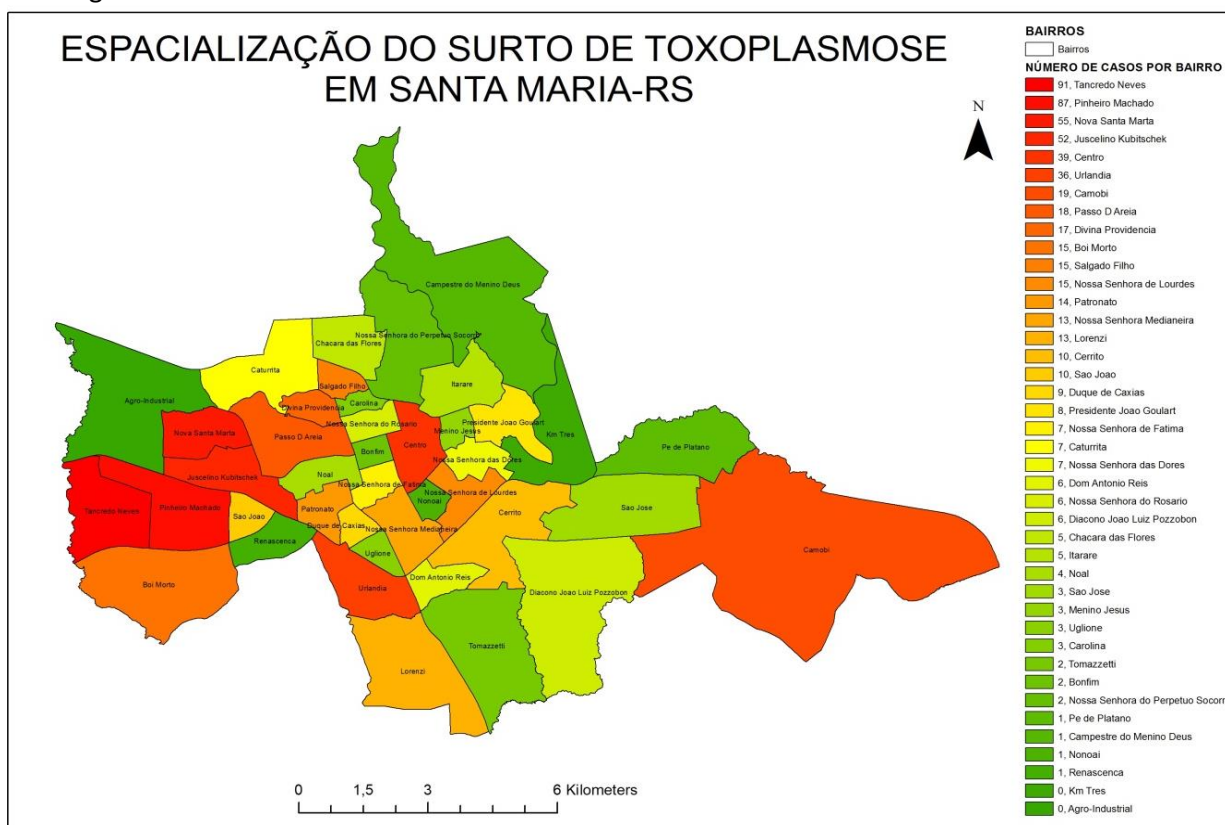 ESPACIALIZAÇÃO DO SURTO DE TOXOPLASMOSE
EM SANTA MARIA-RS
N
Campestre do Menino Deus
Nossa Senhora do Perpetuo Socorr
Chacara das Flores
Caturrita
Itarare
Salgado Filho
Agro-Industrial
Carolina
Divina Providencia
Presidente Joao Goulart
Nossa Senhora do Rosario
Menino Jesus
Nova Santa Marta
Passo D Areia
Centro
Km Tres
Pe de Platano
Bonfim
Nossa Senhora das Dores
Juscelino Kubitschek
Noal
Nossa Senhora de Fatima
Nossa Senhora de Lourdes
Tancredo Neves
Pinheiro Machado
Nonoai
Patronato
Sao Joao
Cerrito
Sao Jose
Duque de Caxias
Nossa Senhora Medianeira
Renascenca
Uglione
Camobi
Boi Morto
Dom Antonio Reis
Urlandia
Diacono Joao Luiz Pozzobon
Tomazzetti
Lorenzi
0 1,5 3 6 Kilometers
BAIRROS
Bairros
NÚMERO DE CASOS POR BAIRRO
91, Tancredo Neves
87, Pinheiro Machado
55, Nova Santa Marta
52, Juscelino Kubitschek
39, Centro
36, Urlandia
19, Camobi
18, Passo D Areia
17, Divina Providencia
15, Boi Morto
15, Salgado Filho
15, Nossa Senhora de Lourdes
14, Patronato
13, Nossa Senhora Medianeira
13, Lorenzi
10, Cerrito
10, Sao Joao
9, Duque de Caxias
8, Presidente Joao Goulart
7, Nossa Senhora de Fatima
7, Caturrita
7, Nossa Senhora das Dores
6, Dom Antonio Reis
6, Nossa Senhora do Rosario
6, Diacono Joao Luiz Pozzobon
5, Chacara das Flores
5, Itarare
4, Noal
3, Sao Jose
3, Menino Jesus
3, Uglione
3, Carolina
2, Tomazzetti
2, Bonfim
2, Nossa Senhora do Perpetuo Socorr
1, Pe de Platano
1, Campestre do Menino Deus
1, Nonoai
1, Renascenca
0, Km Tres
0, Agro-Industrial